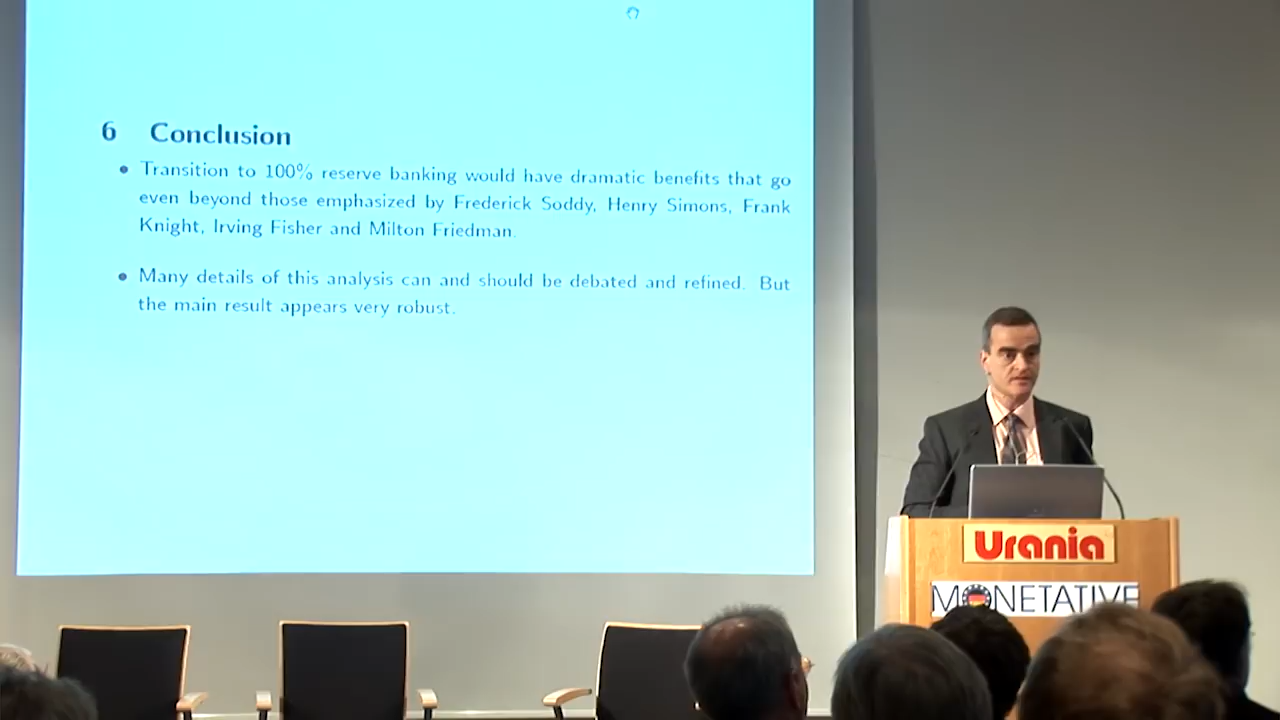 6 Conclusion
• Transition to 100% reserve banking would have dramatic benefits that go
even beyond those emphasized by Frederick Soddy, Henry Simons, Frank
Knight, Irving Fisher and Milton Friedman.
• Many details of this analysis can and should be debated and refined. But
the main result appears very robust.
Urania
MONETATIVE